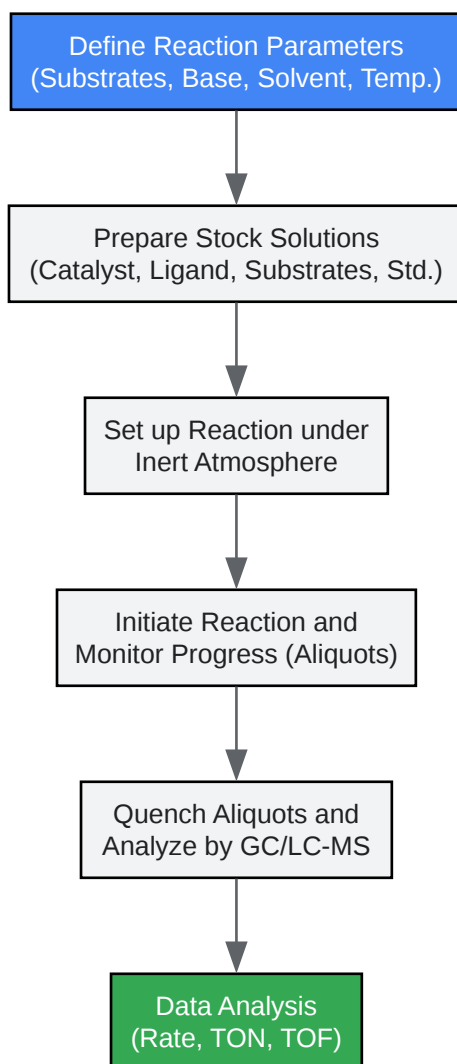 Define Reaction Parameters
(Substrates, Base, Solvent, Temp.)
Prepare Stock Solutions
(Catalyst, Ligand, Substrates, Std.)
Set up Reaction under
Inert Atmosphere
Initiate Reaction and
Monitor Progress (Aliquots)
Quench Aliquots and
Analyze by GC/LC-MS
Data Analysis
(Rate, TON, TOF)